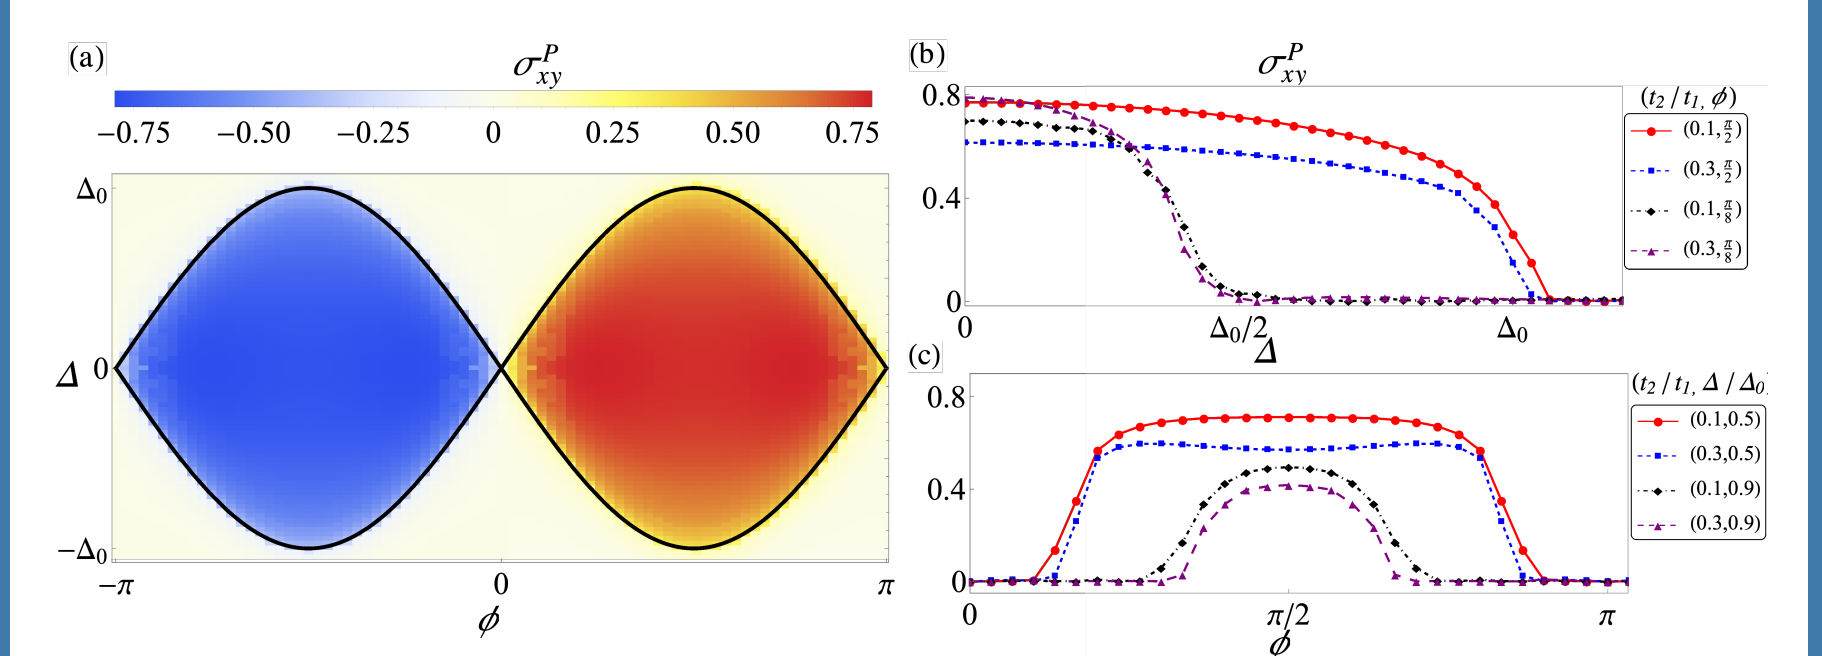 (a)
σ_xy^P
−0.75 −0.50 −0.25 0 0.25 0.50 0.75
Δ₀
Δ 0
−Δ₀
−π 0 π
ϕ
(b)
σ_xy^P
0.8
0.4
0
0 Δ₀/2 Δ₀
Δ
(t₂/t₁, ϕ)
(0.1, π/2)
(0.3, π/2)
(0.1, π/8)
(0.3, π/8)
(c)
0.8
0.4
0
0 π/2 π
ϕ
(t₂/t₁, Δ/Δ₀)
(0.1,0.5)
(0.3,0.5)
(0.1,0.9)
(0.3,0.9)